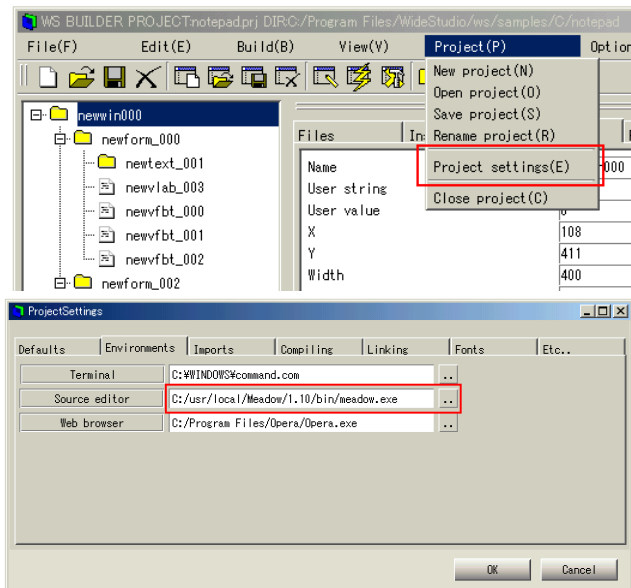 WS BUILDER PROJECT:notepad.prj DIR:C:/Program Files/WideStudio/ws/samples/C/notepad
File(F) Edit(E) Build(B) View(V) Project(P) Option
New project(N)
Open project(O)
Save project(S)
Rename project(R)
Project settings(E)
Close project(C)
newwin000
newform_000
newtext_001
newvlab_003
newvfbt_000
newvfbt_001
newvfbt_002
newform_002
Files In
Name 000
User string
User value 0
X 108
Y 411
Width 400
ProjectSettings
Defaults Environments Imports Compiling Linking Fonts Etc..
Terminal C:¥WINDOWS¥command.com ..
Source editor C:/usr/local/Meadow/1.10/bin/meadow.exe ..
Web browser C:/Program Files/Opera/Opera.exe ..
OK Cancel